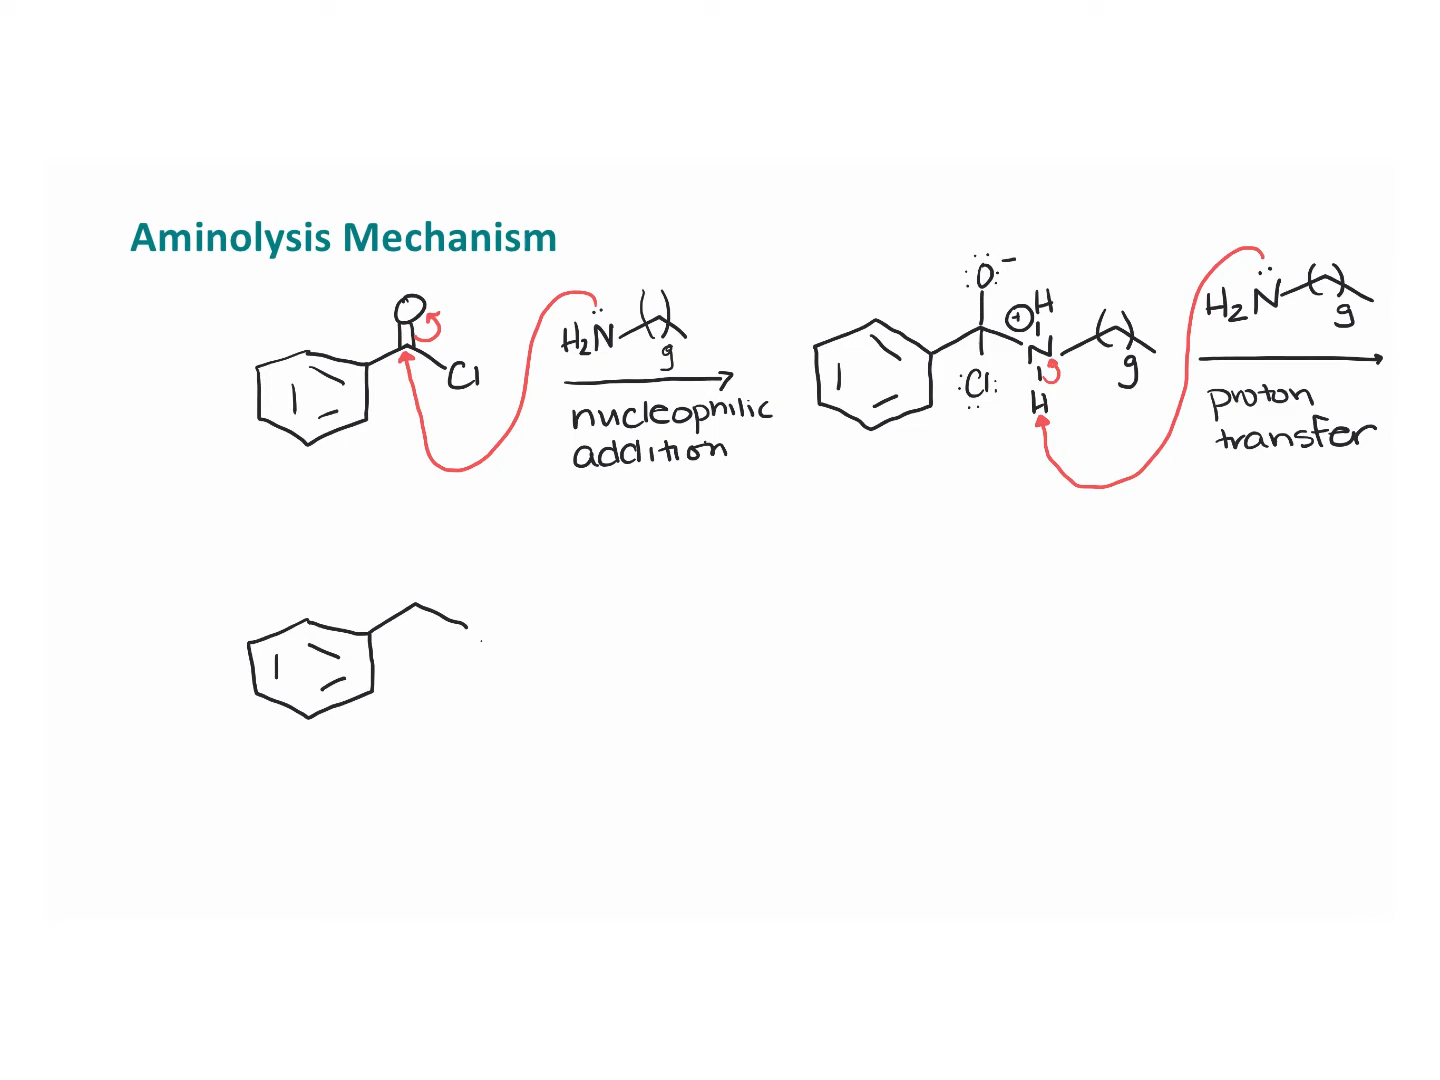 Aminolysis Mechanism
O
Cl
H₂N
9
nucleophilic
addition
:O:⁻
⊕
H
N
H
:Cl:
9
H₂N
9
proton
transfer